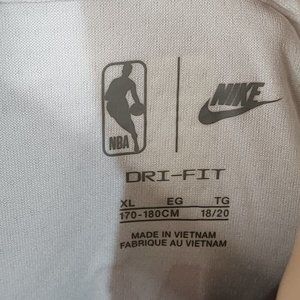 NBA
NIKE
DRI-FIT
XL EG TG
170-180CM 18/20
MADE IN VIETNAM
FABRIQUE AU VIETNAM